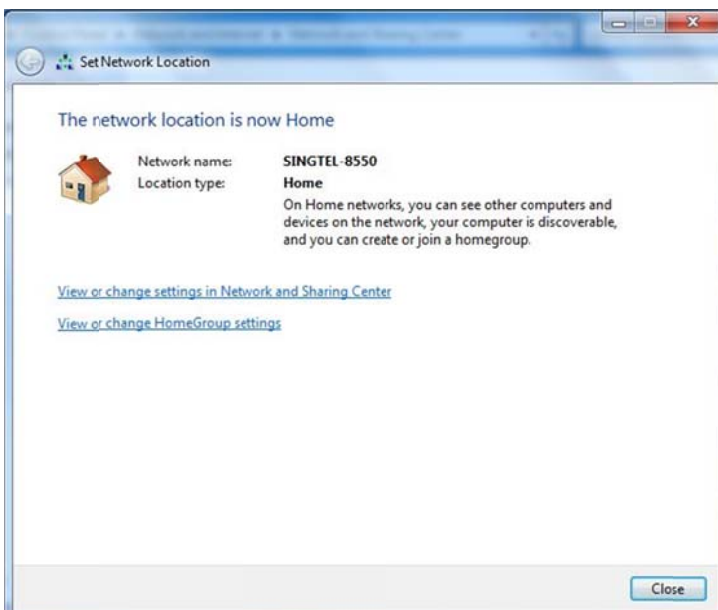 Set Network Location
The network location is now Home
Network name: SINGTEL-8550
Location type: Home
On Home networks, you can see other computers and
devices on the network, your computer is discoverable,
and you can create or join a homegroup.
View or change settings in Network and Sharing Center
View or change HomeGroup settings
Close